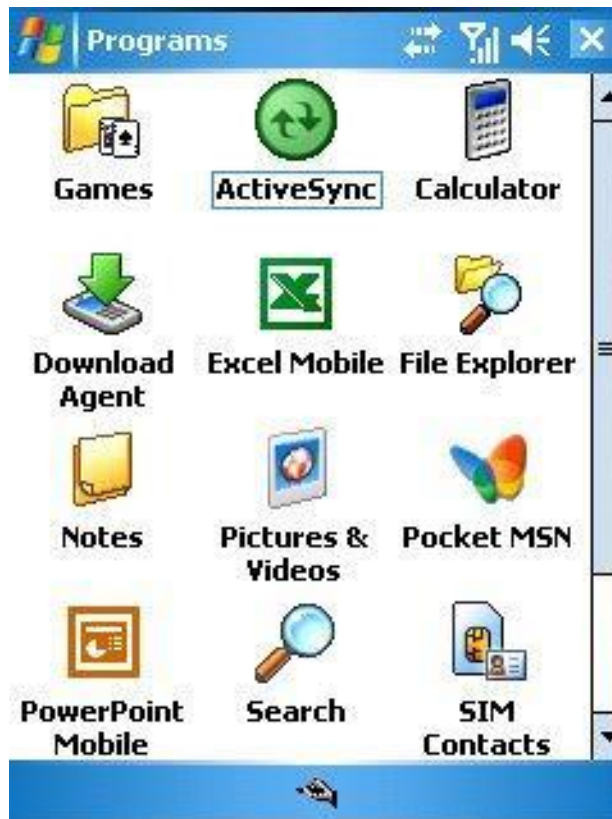 Programs
Games
ActiveSync
Calculator
Download
Agent
Excel Mobile
File Explorer
Notes
Pictures &
Videos
Pocket MSN
PowerPoint
Mobile
Search
SIM
Contacts